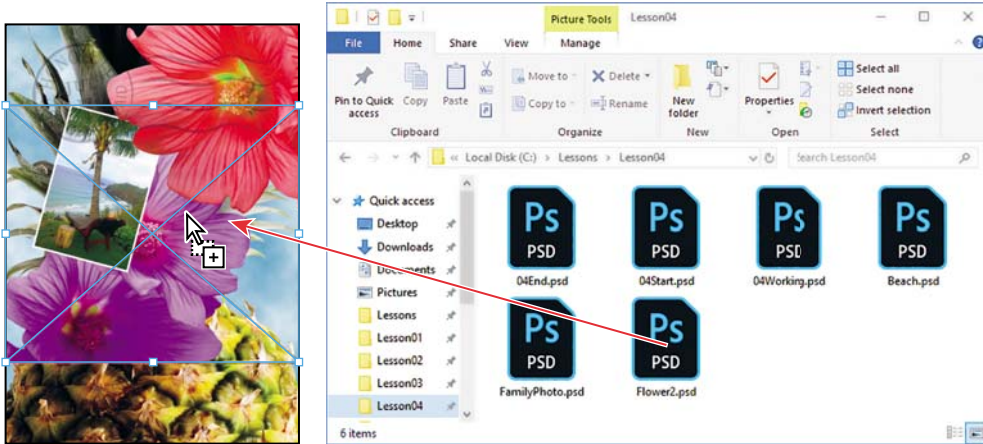 Picture Tools Lesson04
File Home Share View Manage
Pin to Quick access
Copy
Paste
Move to
Copy to
Delete
Rename
New folder
Properties
Select all
Select none
Invert selection
Clipboard Organize New Open Select
Local Disk (C:) > Lessons > Lesson04
Search Lesson04
Quick access
Desktop
Downloads
Documents
Pictures
Lessons
Lesson01
Lesson02
Lesson03
Lesson04
Ps Ps Ps Ps
PSD PSD PSD PSD
04End.psd 04Start.psd 04Working.psd Beach.psd
Ps Ps
PSD PSD
FamilyPhoto.psd Flower2.psd
6 items